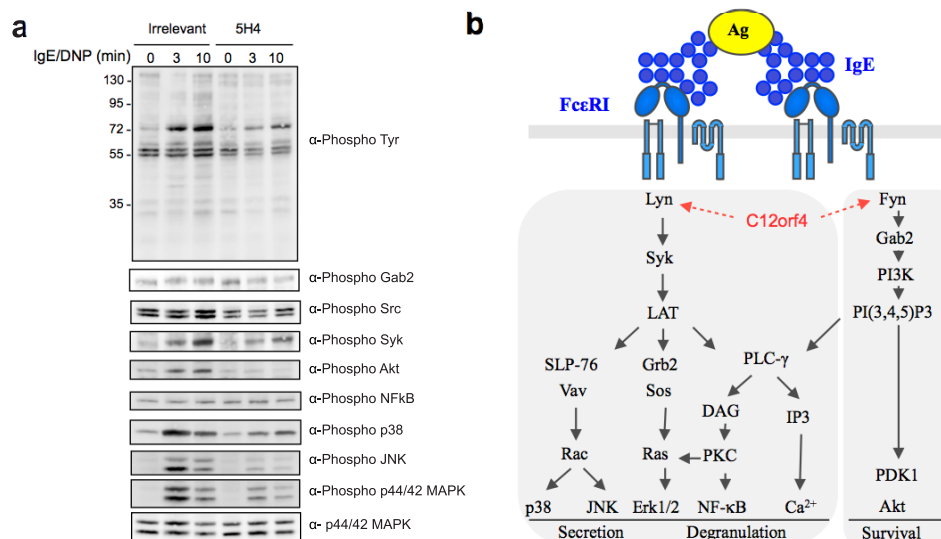 a
Irrelevant 5H4
IgE/DNP (min) 0 3 10 0 3 10
130
95
72
55
35
α-Phospho Tyr
α-Phospho Gab2
α-Phospho Src
α-Phospho Syk
α-Phospho Akt
α-Phospho NFkB
α-Phospho p38
α-Phospho JNK
α-Phospho p44/42 MAPK
α- p44/42 MAPK
b
Ag
IgE
FcεRI
Lyn
C12orf4
Fyn
Syk
Gab2
PI3K
LAT
PI(3,4,5)P3
SLP-76
Vav
Grb2
Sos
PLC-γ
DAG
IP3
Rac
Ras
PKC
PDK1
p38
JNK
Erk1/2
NF-κB
Ca²⁺
Akt
Secretion
Degranulation
Survival